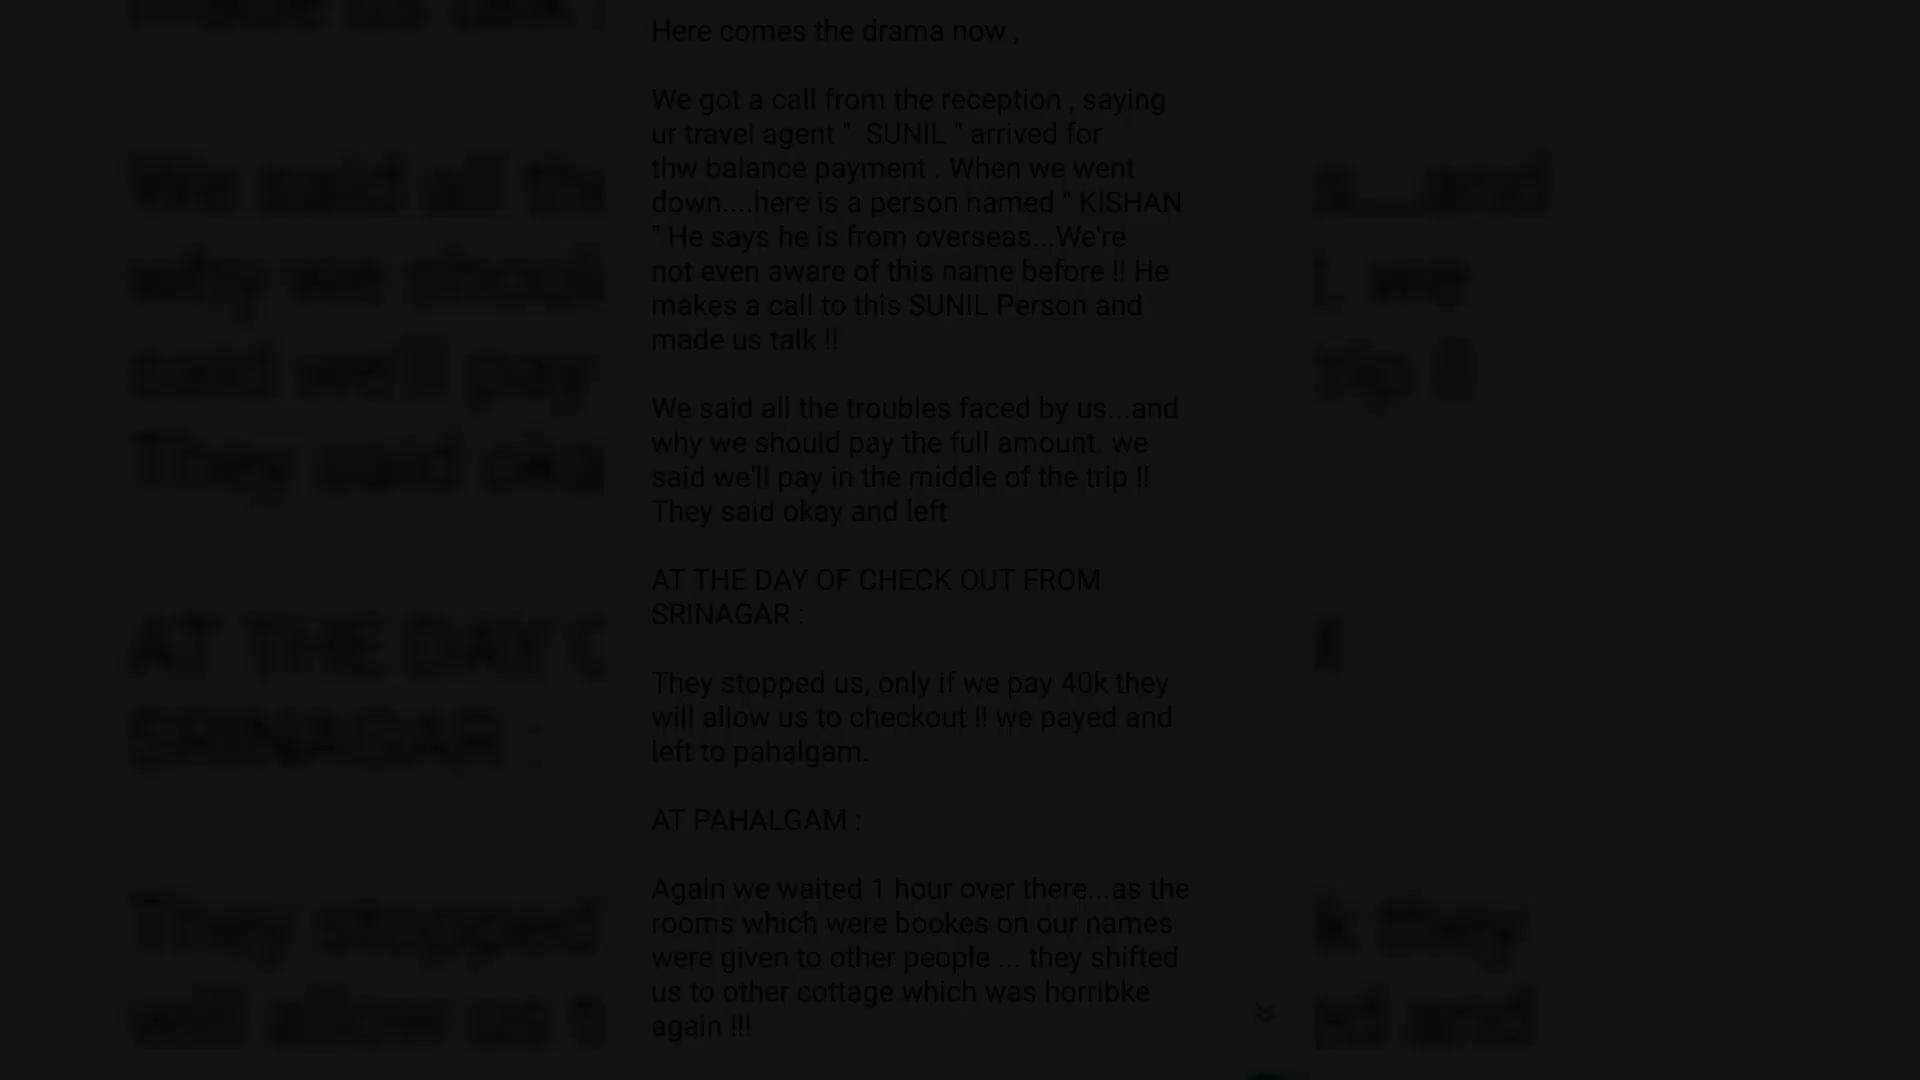 Here comes the drama now ,
We got a call from the reception , saying
ur travel agent "  SUNIL " arrived for
thw balance payment . When we went
down....here is a person named " KISHAN
" He says he is from overseas...We're
not even aware of this name before !! He
makes a call to this SUNIL Person and
made us talk !!
We said all the troubles faced by us...and
why we should pay the full amount. we
said we'll pay in the middle of the trip !!
They said okay and left
AT THE DAY OF CHECK OUT FROM
SRINAGAR :
They stopped us, only if we pay 40k they
will allow us to checkout !! we payed and
left to pahalgam.
AT PAHALGAM :
Again we waited 1 hour over there...as the
rooms which were bookes on our names
were given to other people ... they shifted
us to other cottage which was horribke
again !!!